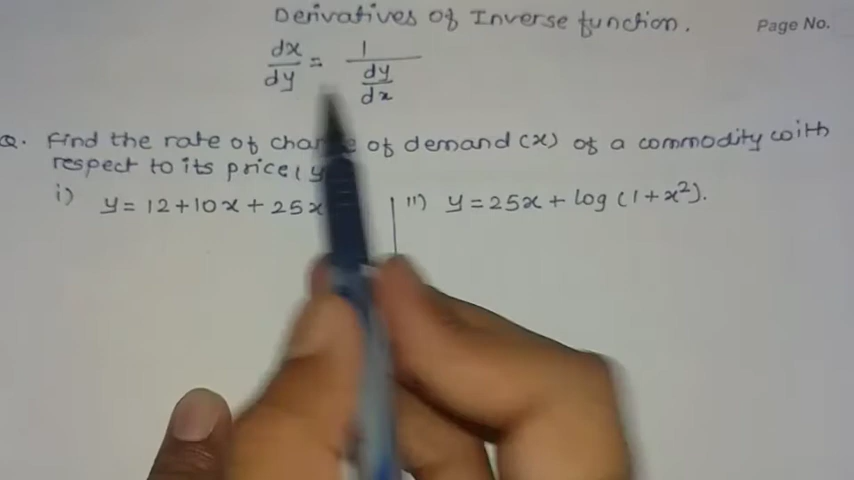 Derivatives of Inverse function.
Page No.
dx/dy = 1/(dy/dx)
Q. Find the rate of of demand (x) of a commodity with
respect to its price (y
i) y = 12 + 10x + 25x
ii) y = 25x + log (1 + x²).